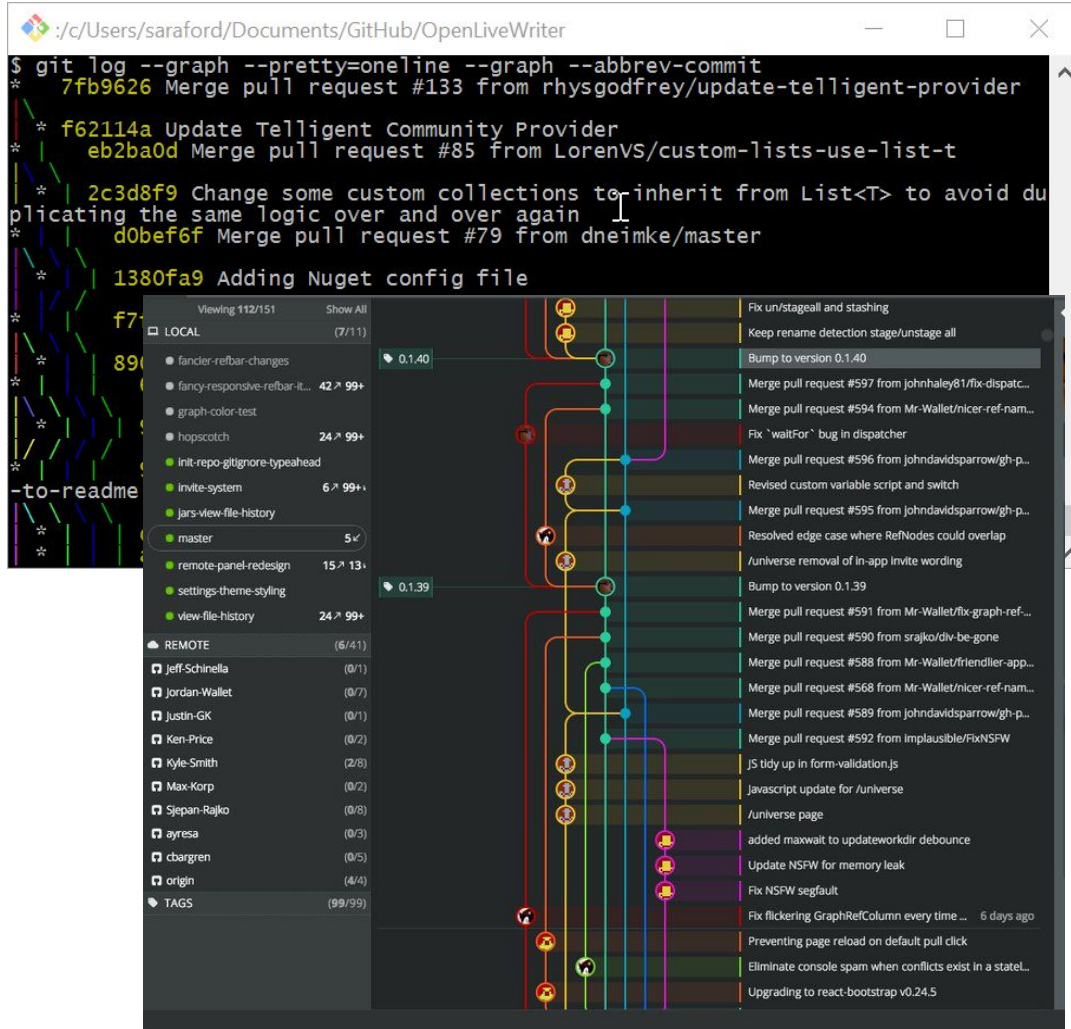 :/c/Users/saraford/Documents/GitHub/OpenLiveWriter
$ git log --graph --pretty=oneline --graph --abbrev-commit
* 7fb9626 Merge pull request #133 from rhysgodfrey/update-telligent-provider
|\
| * f62114a Update Telligent Community Provider
* | eb2ba0d Merge pull request #85 from LorenVS/custom-lists-use-list-t
|\ \
| * | 2c3d8f9 Change some custom collections to inherit from List<T> to avoid du
plicating the same logic over and over again
* | | d0bef6f Merge pull request #79 from dneimke/master
|\ \ \
| * | | 1380fa9 Adding Nuget config file
-to-readme
Viewing 112/151 Show All
LOCAL (7/11)
fancier-refbar-changes
fancy-responsive-refbar-it... 42↗ 99+
graph-color-test
hopscotch 24↗ 99+
init-repo-gitignore-typeahead
invite-system 6↗ 99+
jars-view-file-history
master 5↙
remote-panel-redesign 15↗ 13
settings-theme-styling
view-file-history 24↗ 99+
REMOTE (6/41)
Jeff-Schinella (0/1)
Jordan-Wallet (0/7)
Justin-GK (0/1)
Ken-Price (0/2)
Kyle-Smith (2/8)
Max-Korp (0/2)
Sjepan-Rajko (0/8)
ayresa (0/3)
cbargren (0/5)
origin (4/4)
TAGS (99/99)
0.1.40
0.1.39
Fix un/stageall and stashing
Keep rename detection stage/unstage all
Bump to version 0.1.40
Merge pull request #597 from johnhaley81/fix-dispatc...
Merge pull request #594 from Mr-Wallet/nicer-ref-nam...
Fix `waitFor` bug in dispatcher
Merge pull request #596 from johndavidsparrow/gh-p...
Revised custom variable script and switch
Merge pull request #595 from johndavidsparrow/gh-p...
Resolved edge case where RefNodes could overlap
/universe removal of in-app invite wording
Bump to version 0.1.39
Merge pull request #591 from Mr-Wallet/fix-graph-ref-...
Merge pull request #590 from srajko/div-be-gone
Merge pull request #588 from Mr-Wallet/friendlier-app...
Merge pull request #568 from Mr-Wallet/nicer-ref-nam...
Merge pull request #589 from johndavidsparrow/gh-p...
Merge pull request #592 from implausible/FixNSFW
JS tidy up in form-validation.js
Javascript update for /universe
/universe page
added maxwait to updateworkdir debounce
Update NSFW for memory leak
Fix NSFW segfault
Fix flickering GraphRefColumn every time ... 6 days ago
Preventing page reload on default pull click
Eliminate console spam when conflicts exist in a statel...
Upgrading to react-bootstrap v0.24.5